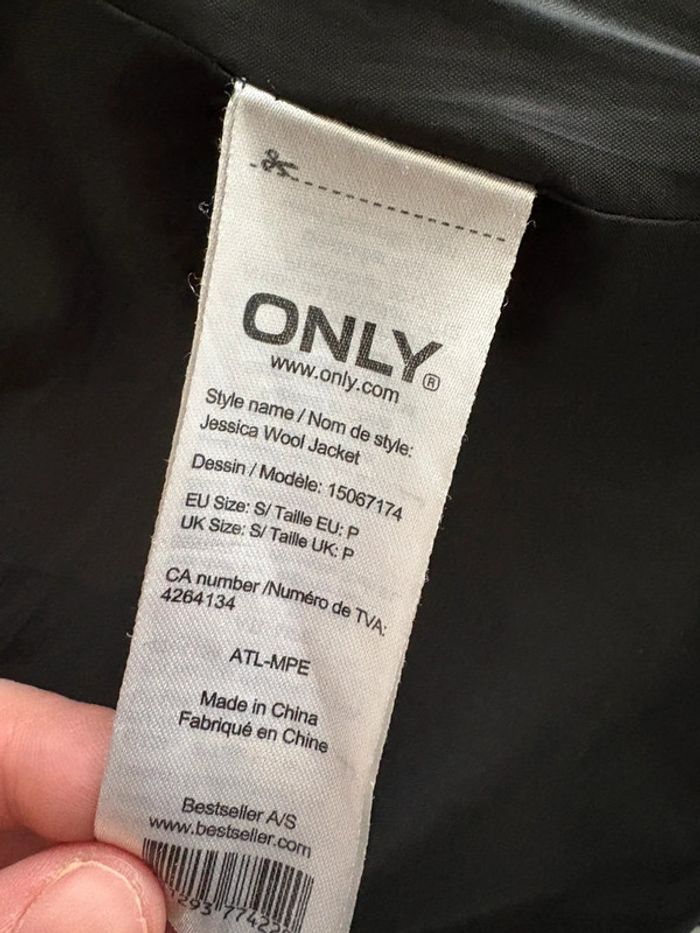 ONLY®
www.only.com
Style name / Nom de style:
Jessica Wool Jacket
Dessin / Modèle: 15067174
EU Size: S/ Taille EU: P
UK Size: S/ Taille UK: P
CA number /Numéro de TVA:
4264134
ATL-MPE
Made in China
Fabriqué en Chine
Bestseller A/S
www.bestseller.com